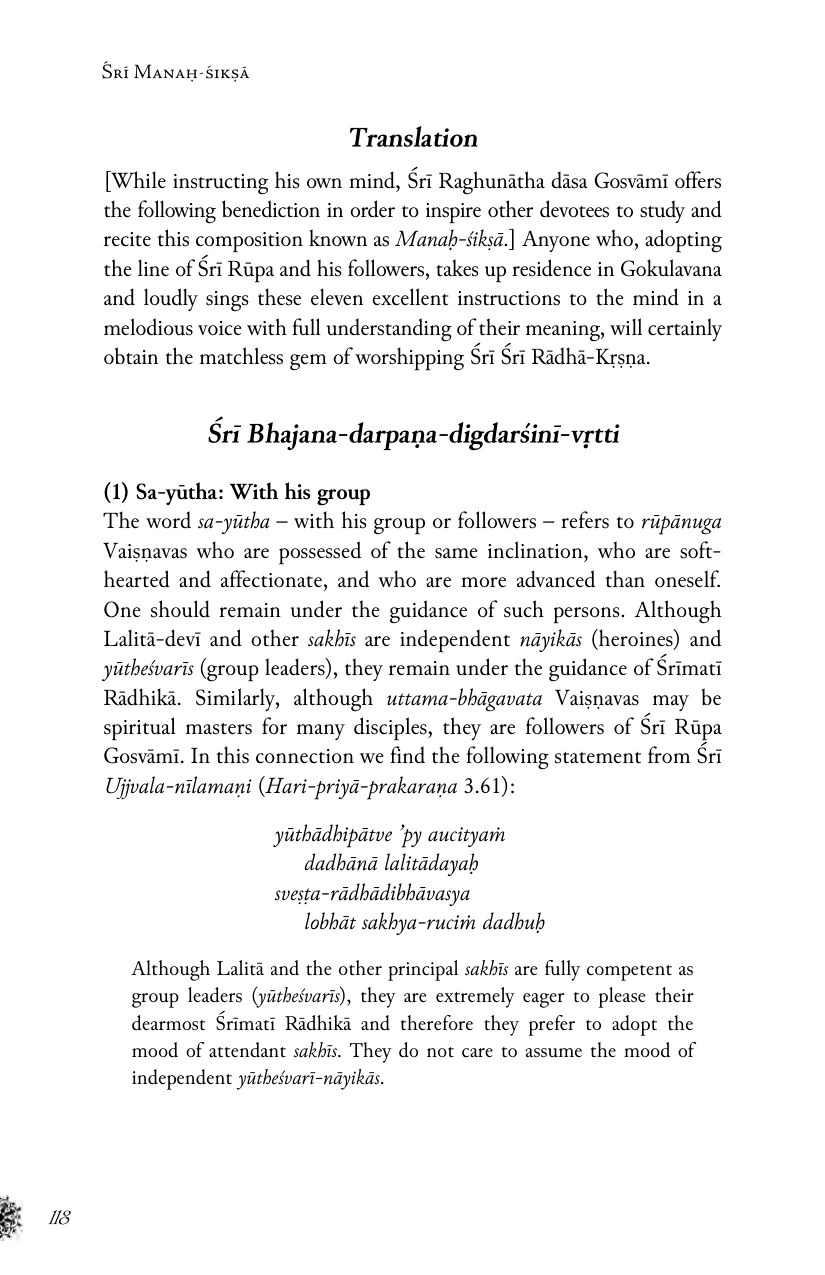 Śrī Manaḥ-śikṣā
Translation
[While instructing his own mind, Śrī Raghunātha dāsa Gosvāmī offers
the following benediction in order to inspire other devotees to study and
recite this composition known as Manaḥ-śikṣā.] Anyone who, adopting
the line of Śrī Rūpa and his followers, takes up residence in Gokulavana
and loudly sings these eleven excellent instructions to the mind in a
melodious voice with full understanding of their meaning, will certainly
obtain the matchless gem of worshipping Śrī Śrī Rādhā-Kṛṣṇa.
Śrī Bhajana-darpaṇa-digdarśinī-vṛtti
(1) Sa-yūtha: With his group
The word sa-yūtha – with his group or followers – refers to rūpānuga
Vaiṣṇavas who are possessed of the same inclination, who are soft-
hearted and affectionate, and who are more advanced than oneself.
One should remain under the guidance of such persons. Although
Lalitā-devī and other sakhīs are independent nāyikās (heroines) and
yūtheśvarīs (group leaders), they remain under the guidance of Śrīmatī
Rādhikā. Similarly, although uttama-bhāgavata Vaiṣṇavas may be
spiritual masters for many disciples, they are followers of Śrī Rūpa
Gosvāmī. In this connection we find the following statement from Śrī
Ujjvala-nīlamaṇi (Hari-priyā-prakaraṇa 3.61):
yūthādhipātve ’py aucityaṁ
dadhānā lalitādayaḥ
sveṣṭa-rādhādibhāvasya
lobhāt sakhya-ruciṁ dadhuḥ
Although Lalitā and the other principal sakhīs are fully competent as
group leaders (yūtheśvarīs), they are extremely eager to please their
dearmost Śrīmatī Rādhikā and therefore they prefer to adopt the
mood of attendant sakhīs. They do not care to assume the mood of
independent yūtheśvarī-nāyikās.
118